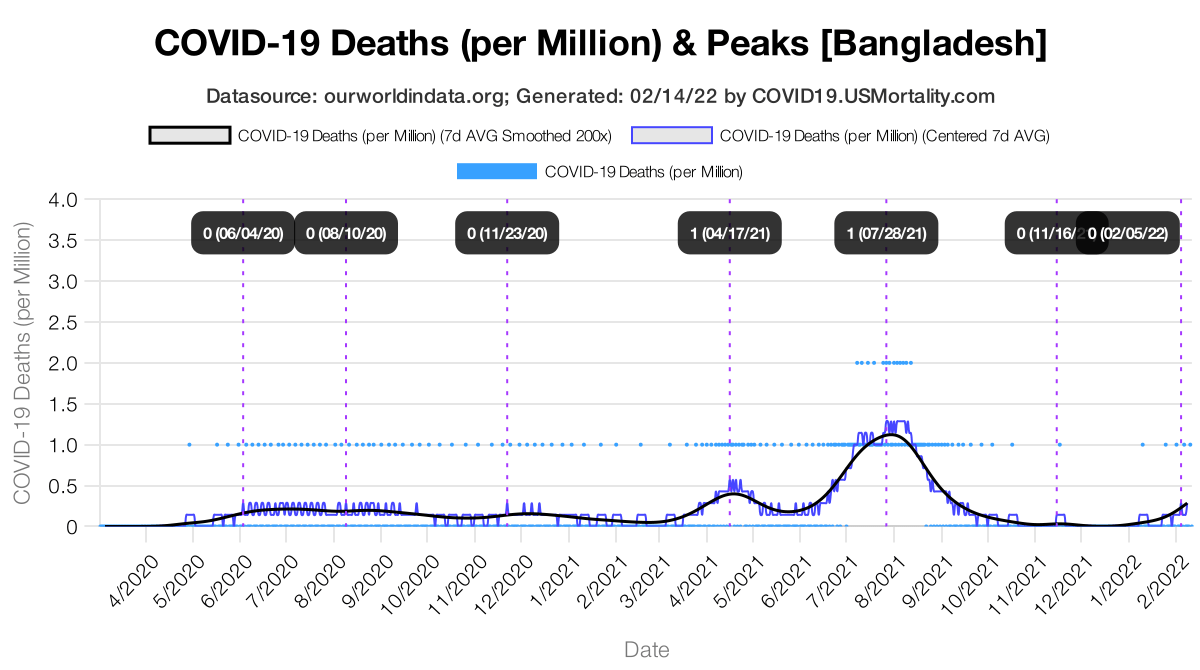 COVID-19 Deaths (per Million) & Peaks [Bangladesh]
Datasource: ourworldindata.org; Generated: 02/14/22 by COVID19.USMortality.com
COVID-19 Deaths (per Million) (7d AVG Smoothed 200x) COVID-19 Deaths (per Million) (Centered 7d AVG)
COVID-19 Deaths (per Million)
4.0
0 (06/04/20) 0 (08/10/20) 0 (11/23/20) 1 (04/17/21) 1 (07/28/21) 0 (11/16/2 0 (02/05/22)
3.5
3.0
2.5
2.0
1.5
1.0
0.5
0
COVID-19 Deaths (per Million)
4/2020 5/2020 6/2020 7/2020 8/2020 9/2020 10/2020 11/2020 12/2020 1/2021 2/2021 3/2021 4/2021 5/2021 6/2021 7/2021 8/2021 9/2021 10/2021 11/2021 12/2021 1/2022 2/2022
Date